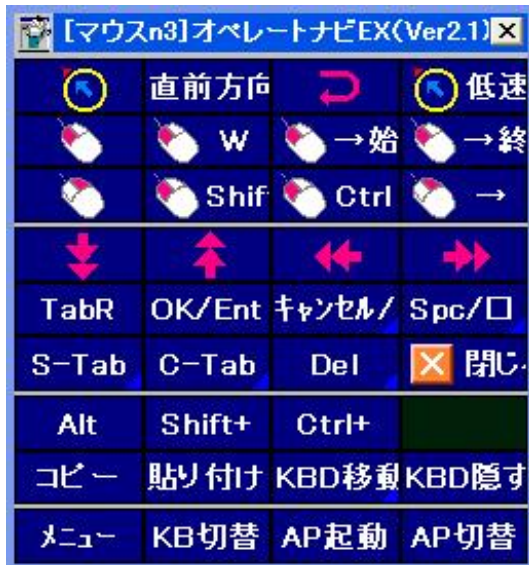 [マウスn3]オペレートナビEX(Ver2.1)
直前方向 低速
W →始 →終
Shif Ctrl →
TabR OK/Ent キャンセル/ Spc/口
S-Tab C-Tab Del 閉じ
Alt Shift+ Ctrl+
コピー 貼り付け KBD移動 KBD隠す
メニュー KB切替 AP起動 AP切替